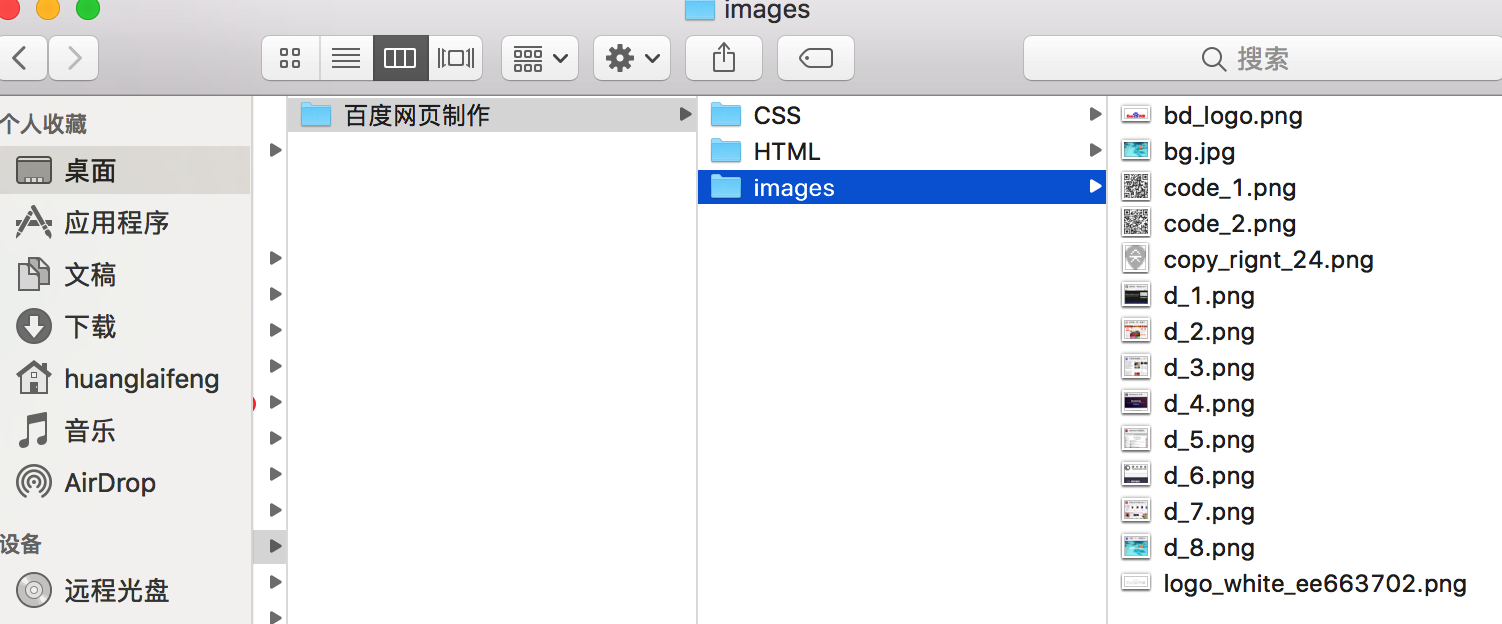 images
搜索
个人收藏
桌面
应用程序
文稿
下载
huanglaifeng
音乐
AirDrop
设备
远程光盘
百度网页制作
CSS
HTML
images
bd_logo.png
bg.jpg
code_1.png
code_2.png
copy_rignt_24.png
d_1.png
d_2.png
d_3.png
d_4.png
d_5.png
d_6.png
d_7.png
d_8.png
logo_white_ee663702.png